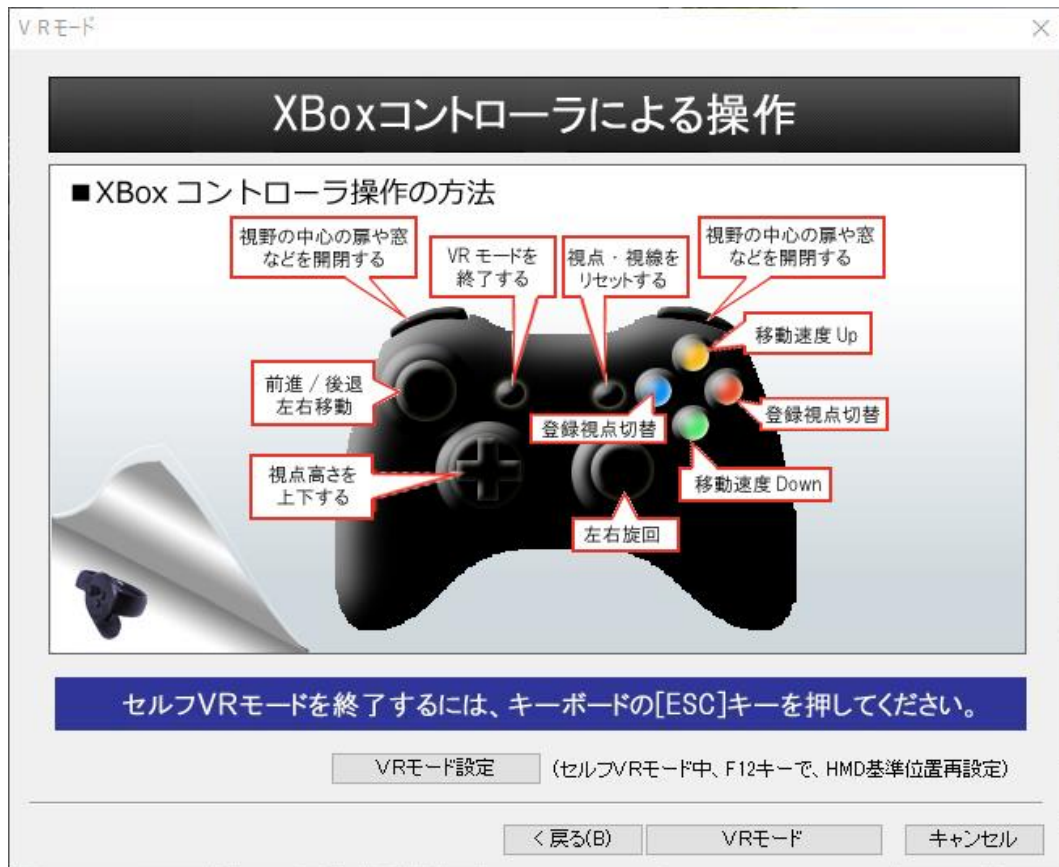 VRモード
XBoxコントローラによる操作
■XBox コントローラ操作の方法
視野の中心の扉や窓
などを開閉する
VR モードを
終了する
視点・視線を
リセットする
視野の中心の扉や窓
などを開閉する
移動速度 Up
前進 / 後退
左右移動
登録視点切替
登録視点切替
視点高さを
上下する
移動速度 Down
左右旋回
セルフVRモードを終了するには、キーボードの[ESC]キーを押してください。
VRモード設定
(セルフVRモード中、F12キーで、HMD基準位置再設定)
< 戻る(B)
VRモード
キャンセル